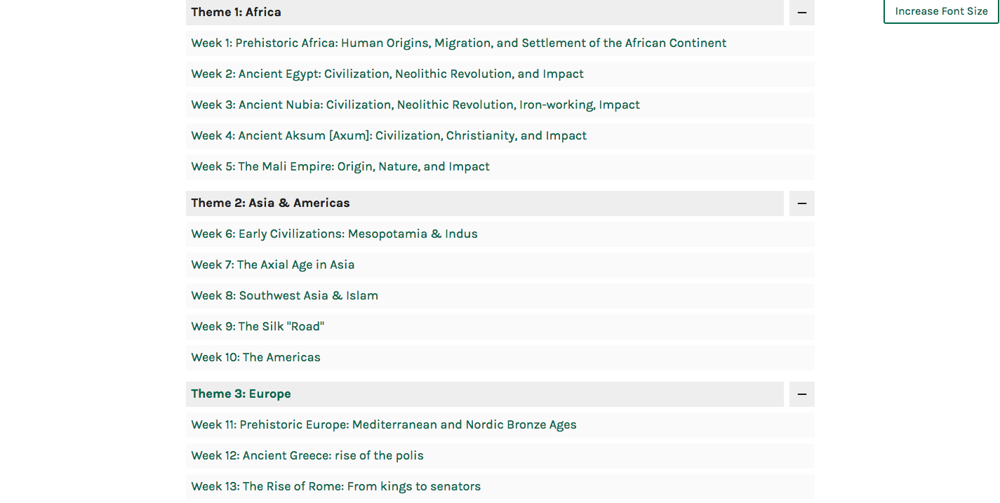 Theme 1: Africa
Increase Font Size
Week 1: Prehistoric Africa: Human Origins, Migration, and Settlement of the African Continent
Week 2: Ancient Egypt: Civilization, Neolithic Revolution, and Impact
Week 3: Ancient Nubia: Civilization, Neolithic Revolution, Iron-working, Impact
Week 4: Ancient Aksum [Axum]: Civilization, Christianity, and Impact
Week 5: The Mali Empire: Origin, Nature, and Impact
Theme 2: Asia & Americas
Week 6: Early Civilizations: Mesopotamia & Indus
Week 7: The Axial Age in Asia
Week 8: Southwest Asia & Islam
Week 9: The Silk "Road"
Week 10: The Americas
Theme 3: Europe
Week 11: Prehistoric Europe: Mediterranean and Nordic Bronze Ages
Week 12: Ancient Greece: rise of the polis
Week 13: The Rise of Rome: From kings to senators